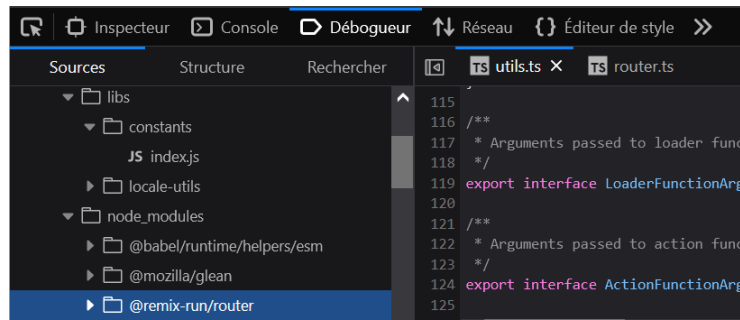 Inspecteur Console Débogueur Réseau {} Éditeur de style
Sources Structure Rechercher
TS utils.ts TS router.ts
libs
constants
JS index.js
locale-utils
node_modules
@babel/runtime/helpers/esm
@mozilla/glean
@remix-run/router
115
116 /**
117 * Arguments passed to loader func
118 */
119 export interface LoaderFunctionArg
120
121 /**
122 * Arguments passed to action func
123 */
124 export interface ActionFunctionArg
125